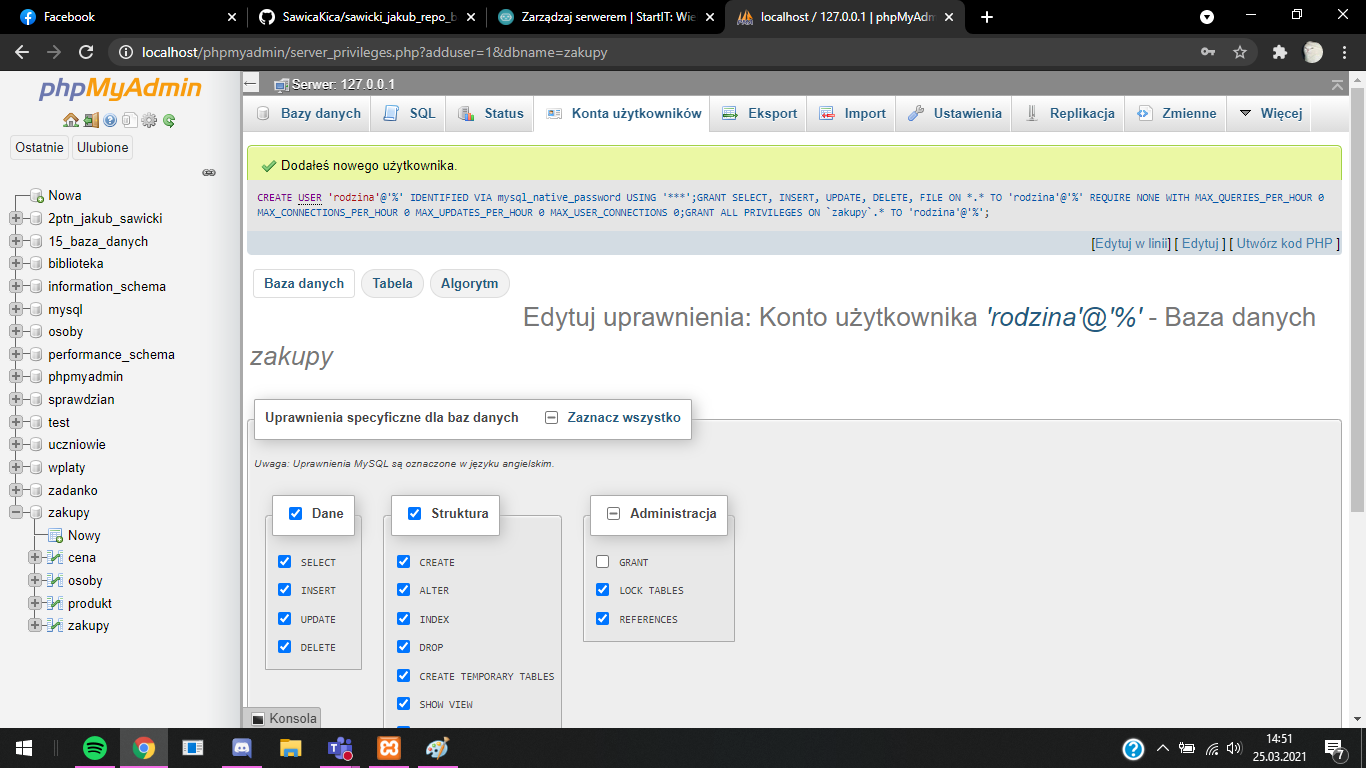 Facebook
SawicaKica/sawicki_jakub_repo_b
Zarządzaj serwerem | StartIT: Wie
localhost / 127.0.0.1 | phpMyAdm
localhost/phpmyadmin/server_privileges.php?adduser=1&dbname=zakupy
phpMyAdmin
Ostatnie
Ulubione
Nowa
2ptn_jakub_sawicki
15_baza_danych
biblioteka
information_schema
mysql
osoby
performance_schema
phpmyadmin
sprawdzian
test
uczniowie
wplaty
zadanko
zakupy
Nowy
cena
osoby
produkt
zakupy
Serwer: 127.0.0.1
Bazy danych SQL Status Konta użytkowników Eksport Import Ustawienia Replikacja Zmienne Więcej
Dodałeś nowego użytkownika.
CREATE USER 'rodzina'@'%' IDENTIFIED VIA mysql_native_password USING '***';GRANT SELECT, INSERT, UPDATE, DELETE, FILE ON *.* TO 'rodzina'@'%' REQUIRE NONE WITH MAX_QUERIES_PER_HOUR 0
MAX_CONNECTIONS_PER_HOUR 0 MAX_UPDATES_PER_HOUR 0 MAX_USER_CONNECTIONS 0;GRANT ALL PRIVILEGES ON `zakupy`.* TO 'rodzina'@'%';
[Edytuj w linii] [ Edytuj ] [ Utwórz kod PHP ]
Baza danych Tabela Algorytm
Edytuj uprawnienia: Konto użytkownika 'rodzina'@'%' - Baza danych
zakupy
Uprawnienia specyficzne dla baz danych Zaznacz wszystko
Uwaga: Uprawnienia MySQL są oznaczone w języku angielskim.
Dane
SELECT
INSERT
UPDATE
DELETE
Struktura
CREATE
ALTER
INDEX
DROP
CREATE TEMPORARY TABLES
SHOW VIEW
Administracja
GRANT
LOCK TABLES
REFERENCES
Konsola
14:51
25.03.2021
7